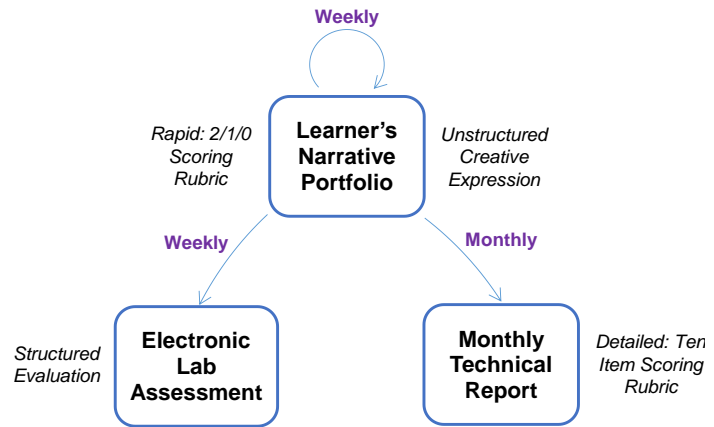 Weekly
Rapid: 2/1/0
Scoring
Rubric
Learner’s
Narrative
Portfolio
Unstructured
Creative
Expression
Weekly
Monthly
Structured
Evaluation
Electronic
Lab
Assessment
Monthly
Technical
Report
Detailed: Ten
Item Scoring
Rubric